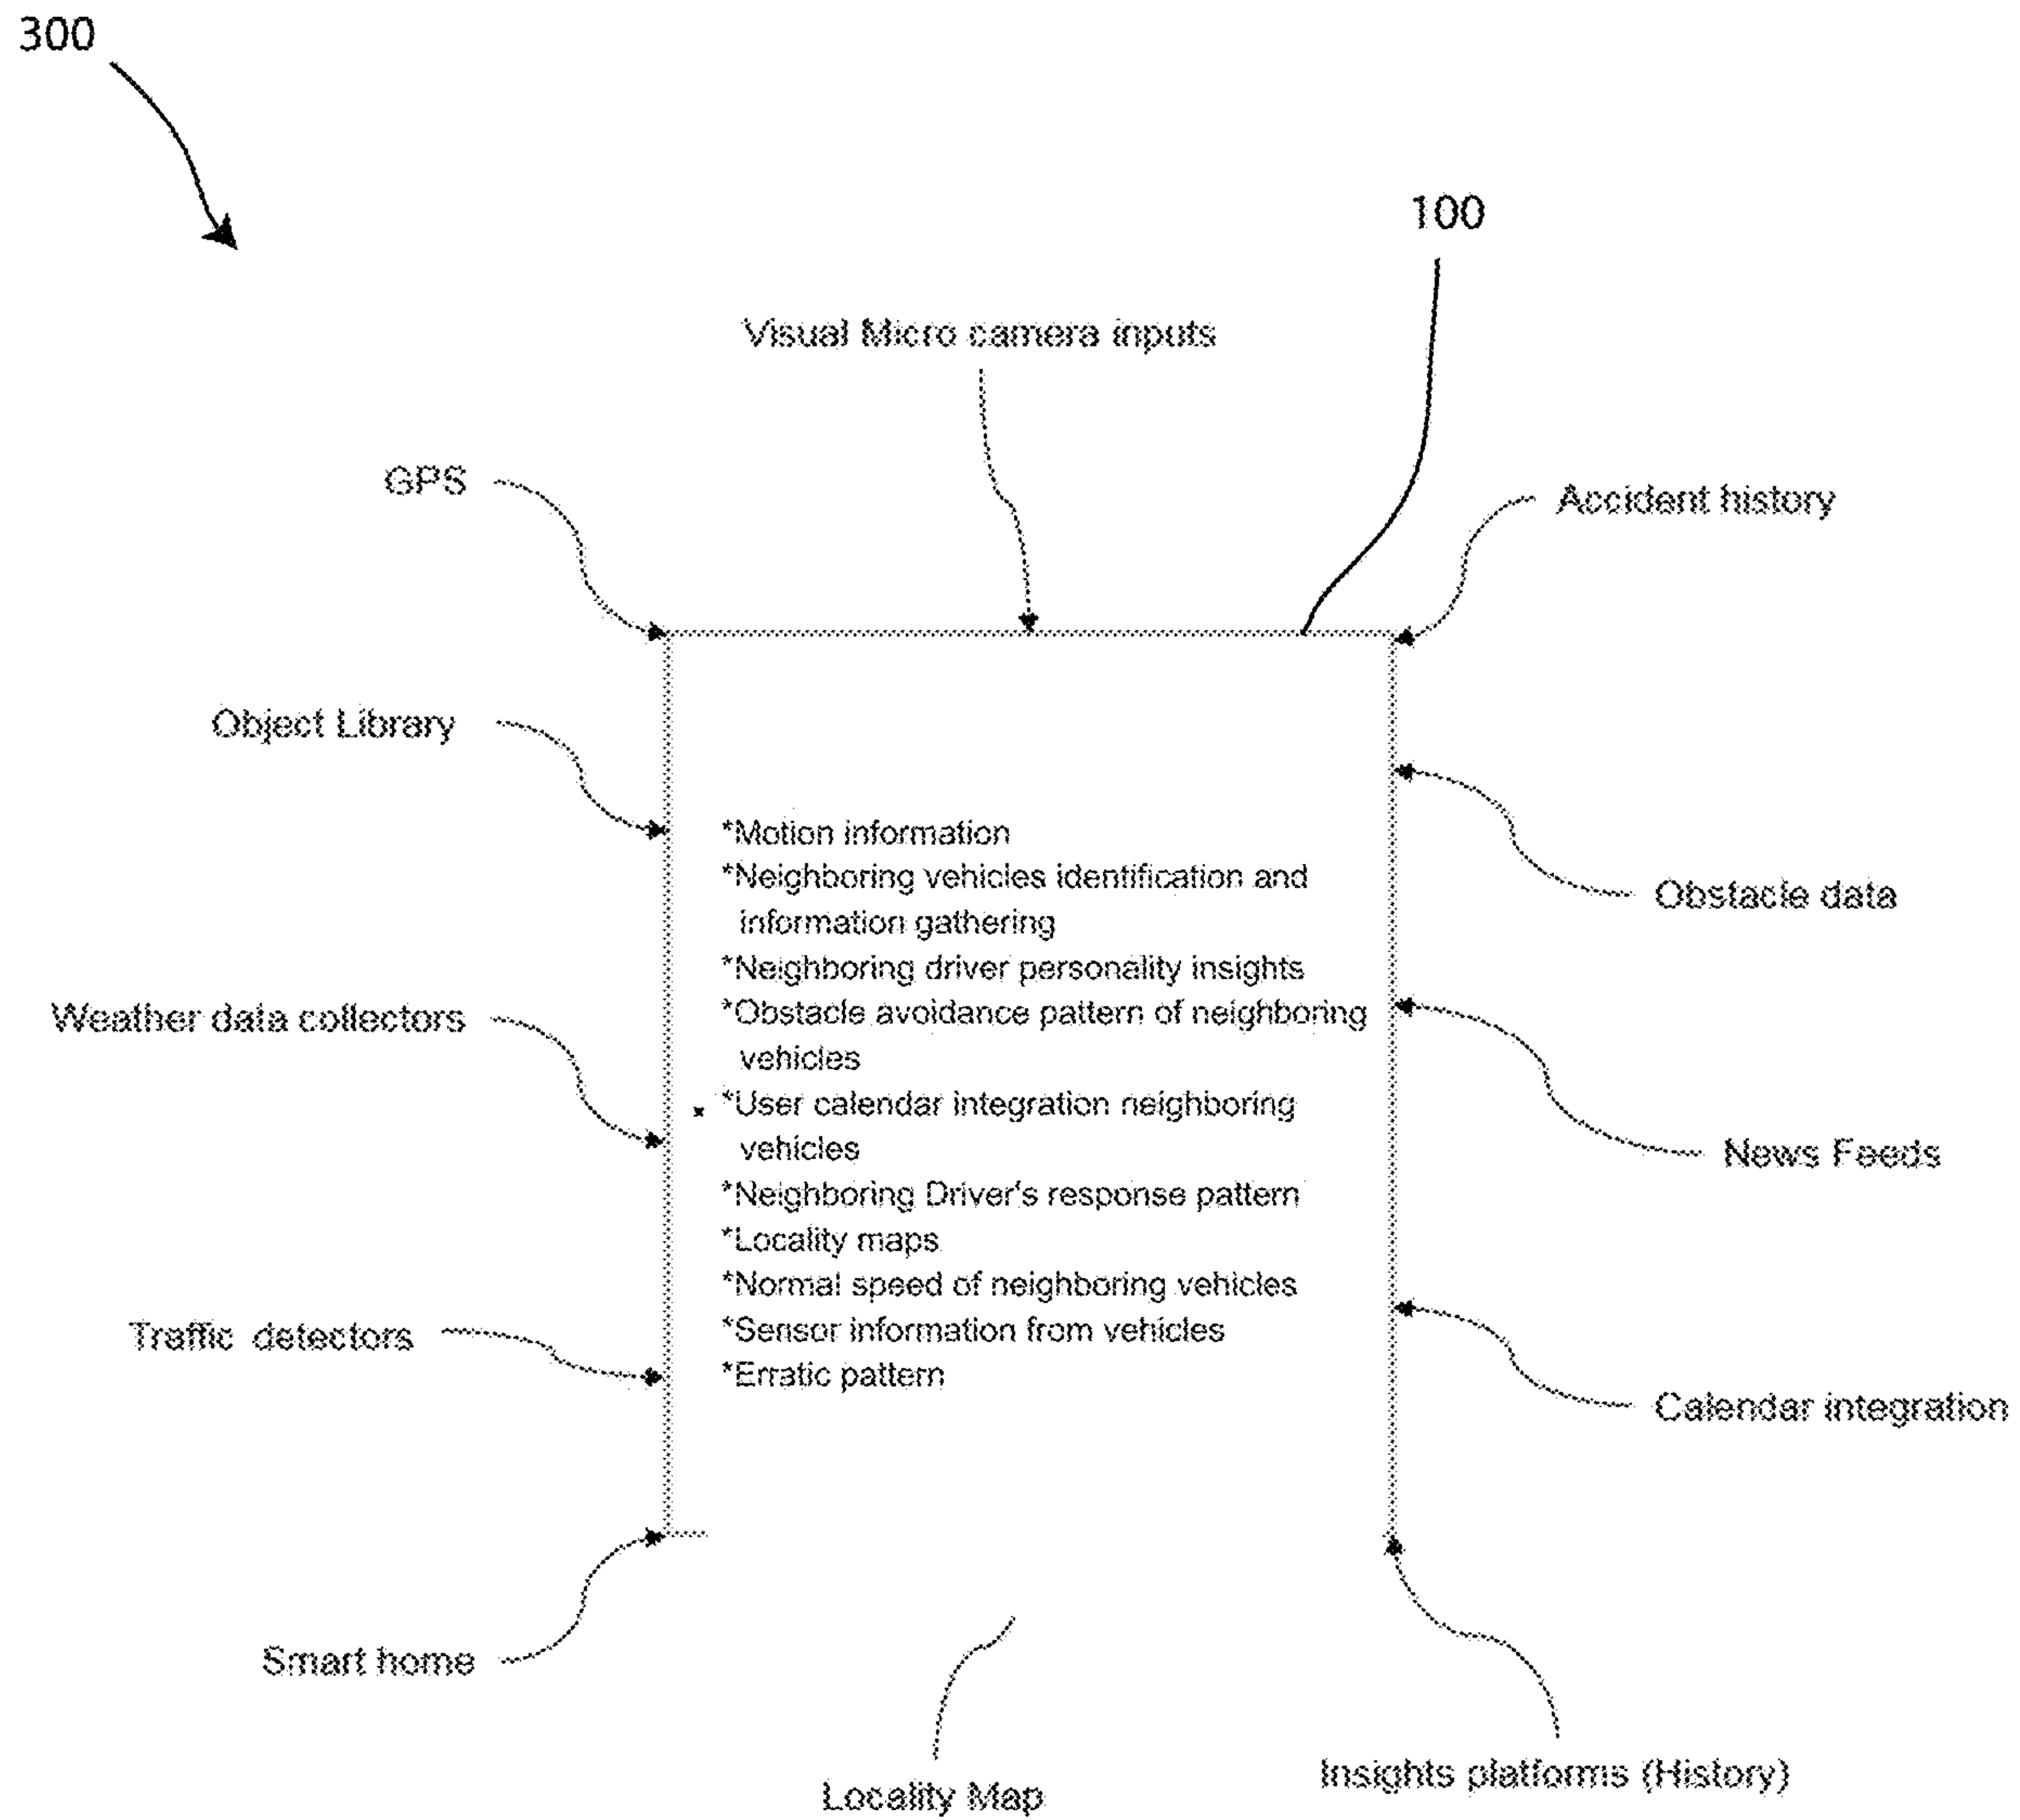 300
100
Visual Micro camera inputs
GPS
Accident history
Object Library
*Motion information
*Neighboring vehicles identification and
information gathering
Obstacle data
*Neighboring driver personality insights
*Obstacle avoidance pattern of neighboring
vehicles
Weather data collectors
*User calendar integration neighboring
vehicles
News Feeds
*Neighboring Driver's response pattern
*Locality maps
*Normal speed of neighboring vehicles
*Sensor information from vehicles
*Erratic pattern
Traffic detectors
Calendar integration
Smart home
Locality Map
Insights platforms (History)